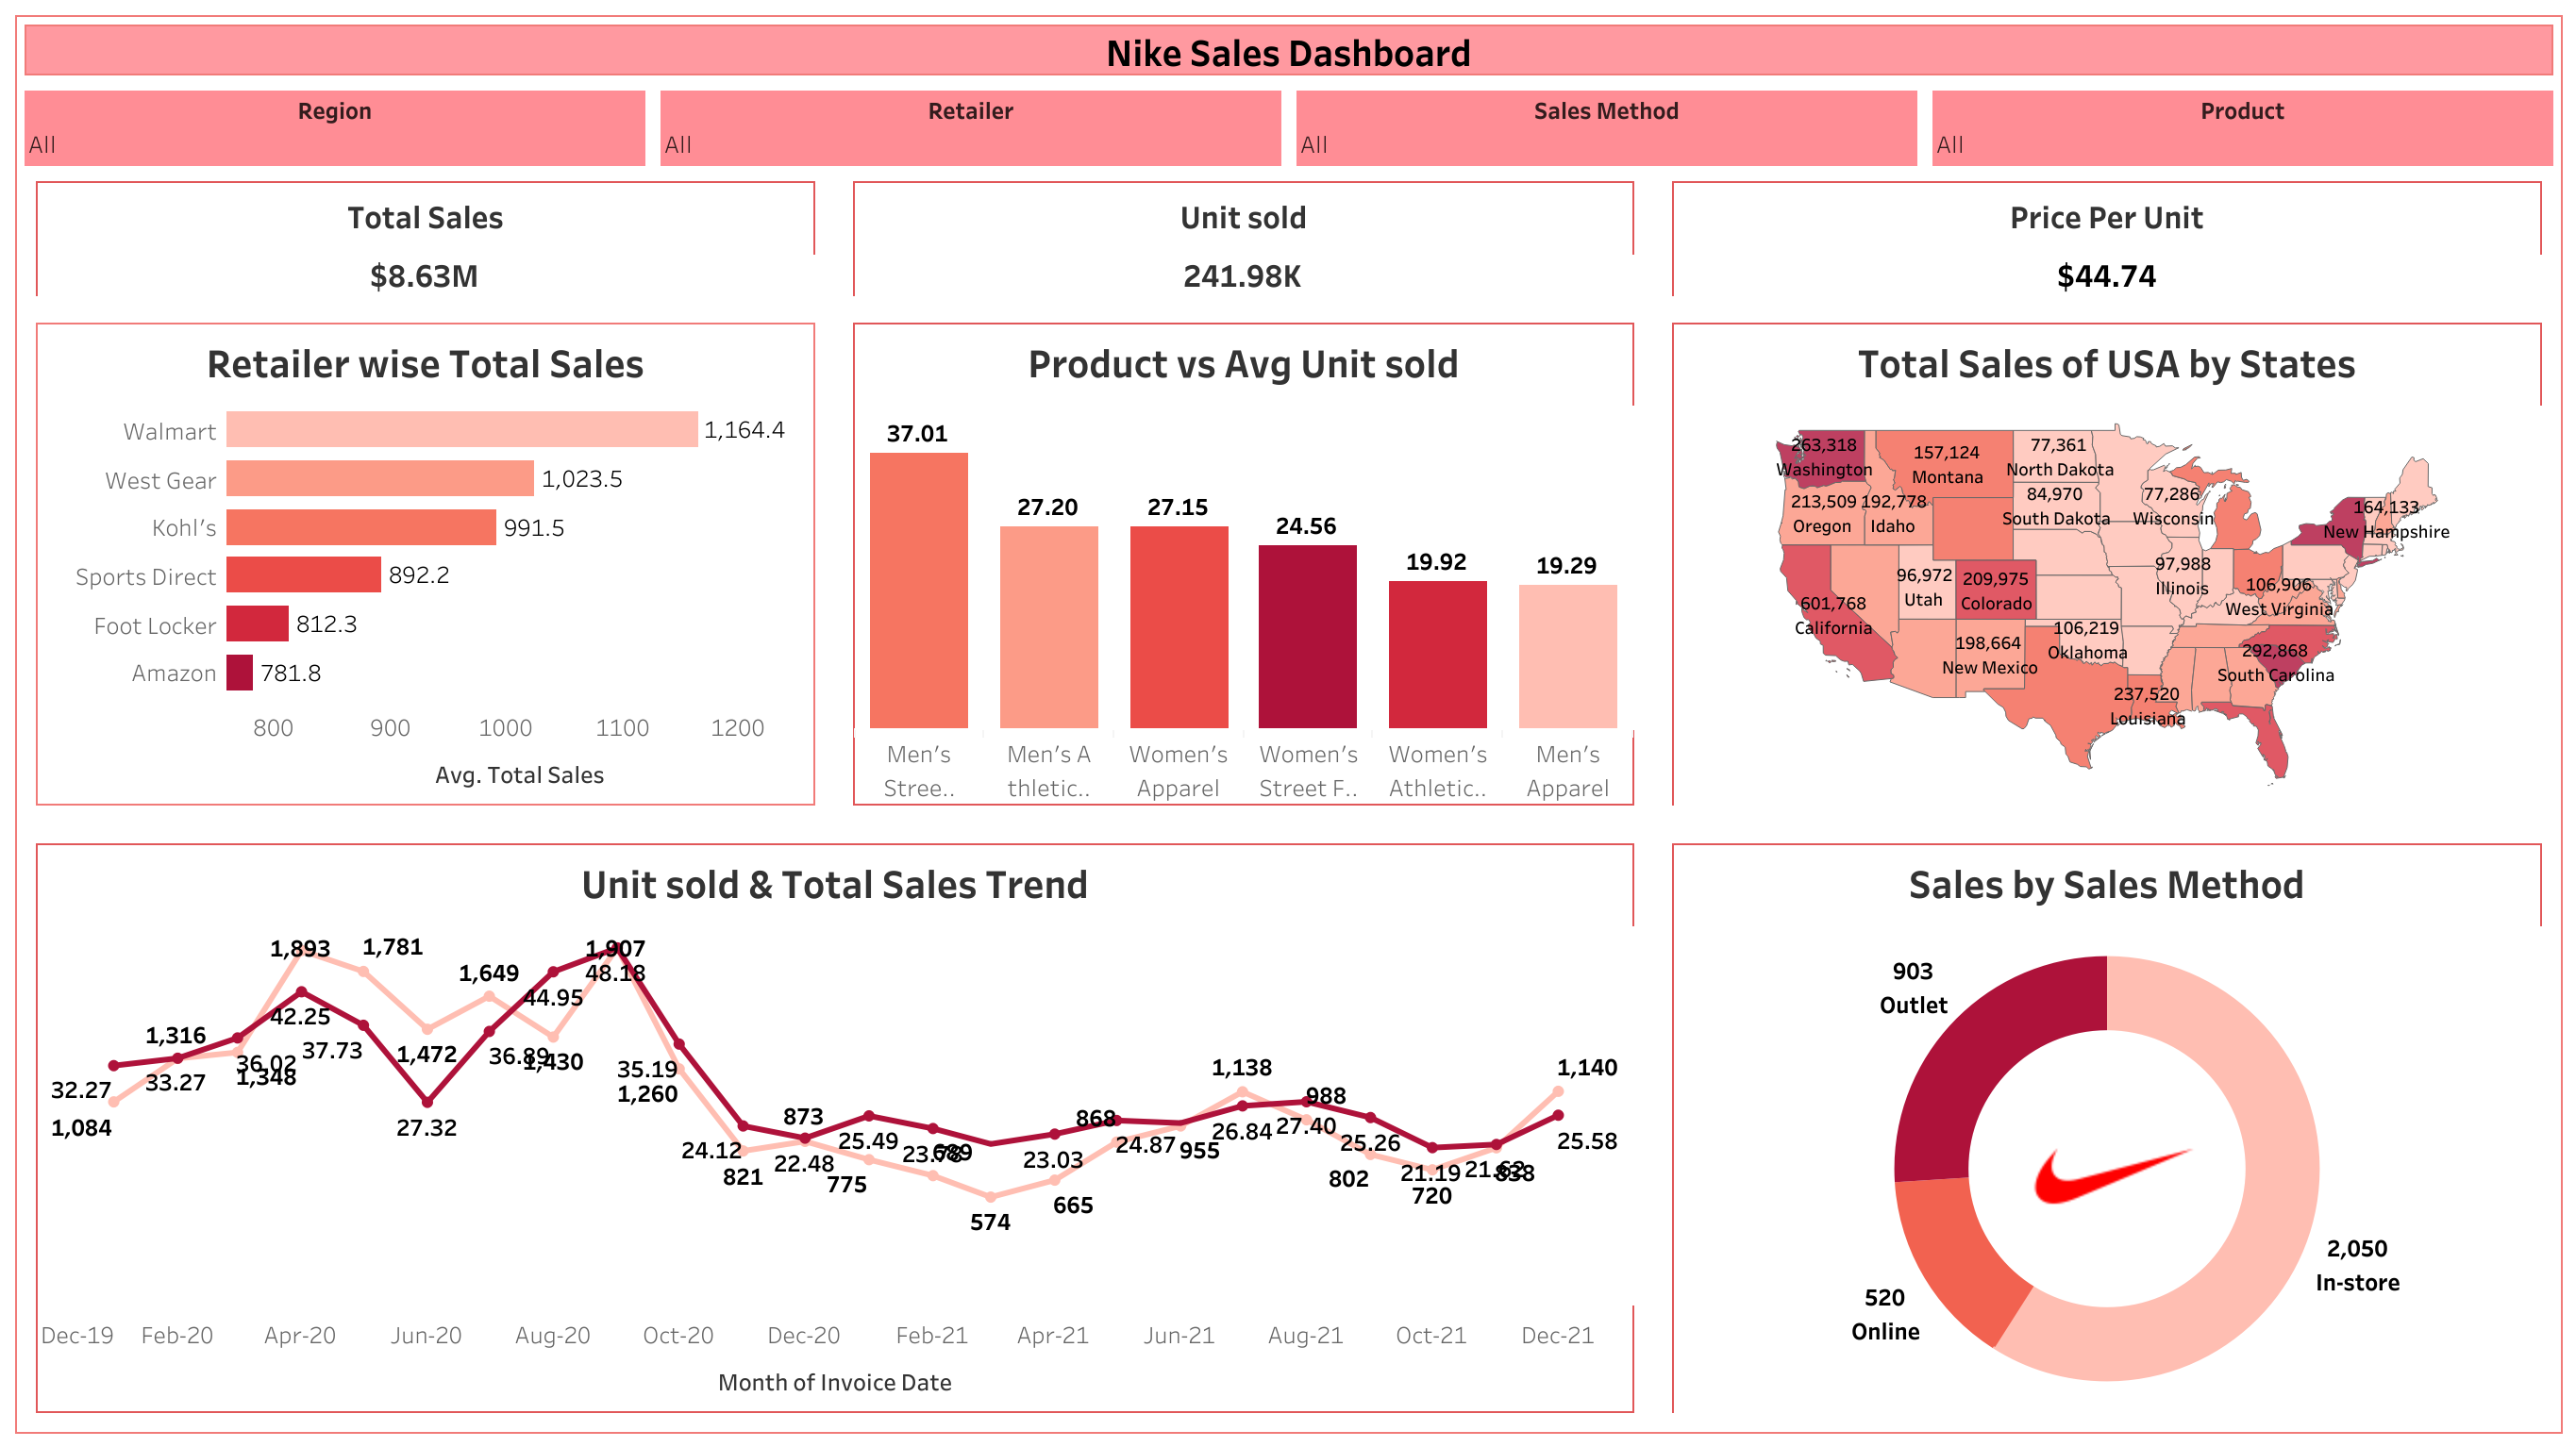 Nike Sales Dashboard
Region
All
Retailer
All
Sales Method
All
Product
All
Total Sales
$8.63M
Unit sold
241.98K
Price Per Unit
$44.74
Retailer wise Total Sales
Walmart 1,164.4
West Gear 1,023.5
Kohl's 991.5
Sports Direct 892.2
Foot Locker 812.3
Amazon 781.8
800 900 1000 1100 1200
Avg. Total Sales
Product vs Avg Unit sold
37.01 27.20 27.15 24.56 19.92 19.29
Men's
Stree..
Men's A
thletic..
Women's
Apparel
Women's
Street F..
Women's
Athletic..
Men's
Apparel
Total Sales of USA by States
263,318
Washington
157,124
Montana
77,361
North Dakota
213,509
Oregon
192,778
Idaho
84,970
South Dakota
77,286
Wisconsin
164,133
New Hampshire
96,972
Utah
209,975
Colorado
97,988
Illinois
106,906
West Virginia
601,768
California
198,664
New Mexico
106,219
Oklahoma
292,868
South Carolina
237,520
Louisiana
Unit sold & Total Sales Trend
1,893 1,781 1,649 1,907
48.18
44.95
42.25
1,316
36.02 37.73 1,472 36.89 1,430
32.27 33.27 1,348
1,084 27.32
35.19
1,260
24.12 873 25.49 868 1,138 988 1,140
821 22.48 775 689 23.03 24.87 955 26.84 27.40 25.26 25.58
574 665 802 21.19 838
720
Dec-19 Feb-20 Apr-20 Jun-20 Aug-20 Oct-20 Dec-20 Feb-21 Apr-21 Jun-21 Aug-21 Oct-21 Dec-21
Month of Invoice Date
Sales by Sales Method
903
Outlet
2,050
In-store
520
Online